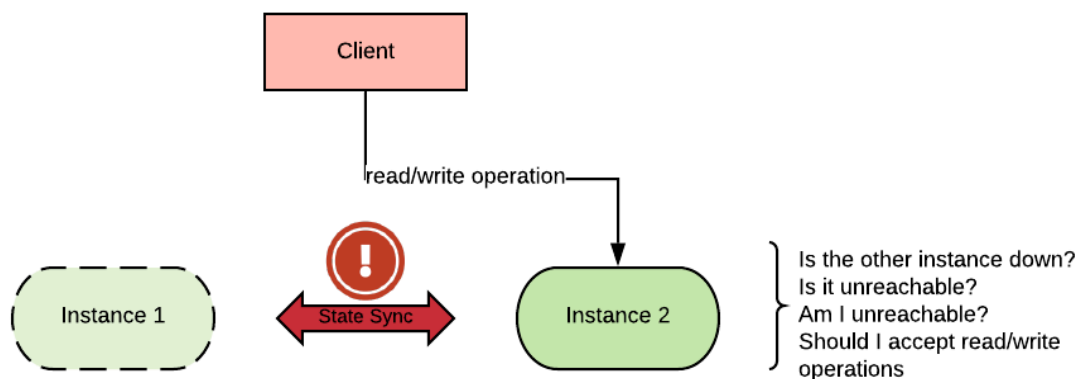 Client
read/write operation
!
State Sync
Instance 1
Instance 2
Is the other instance down?
Is it unreachable?
Am I unreachable?
Should I accept read/write
operations